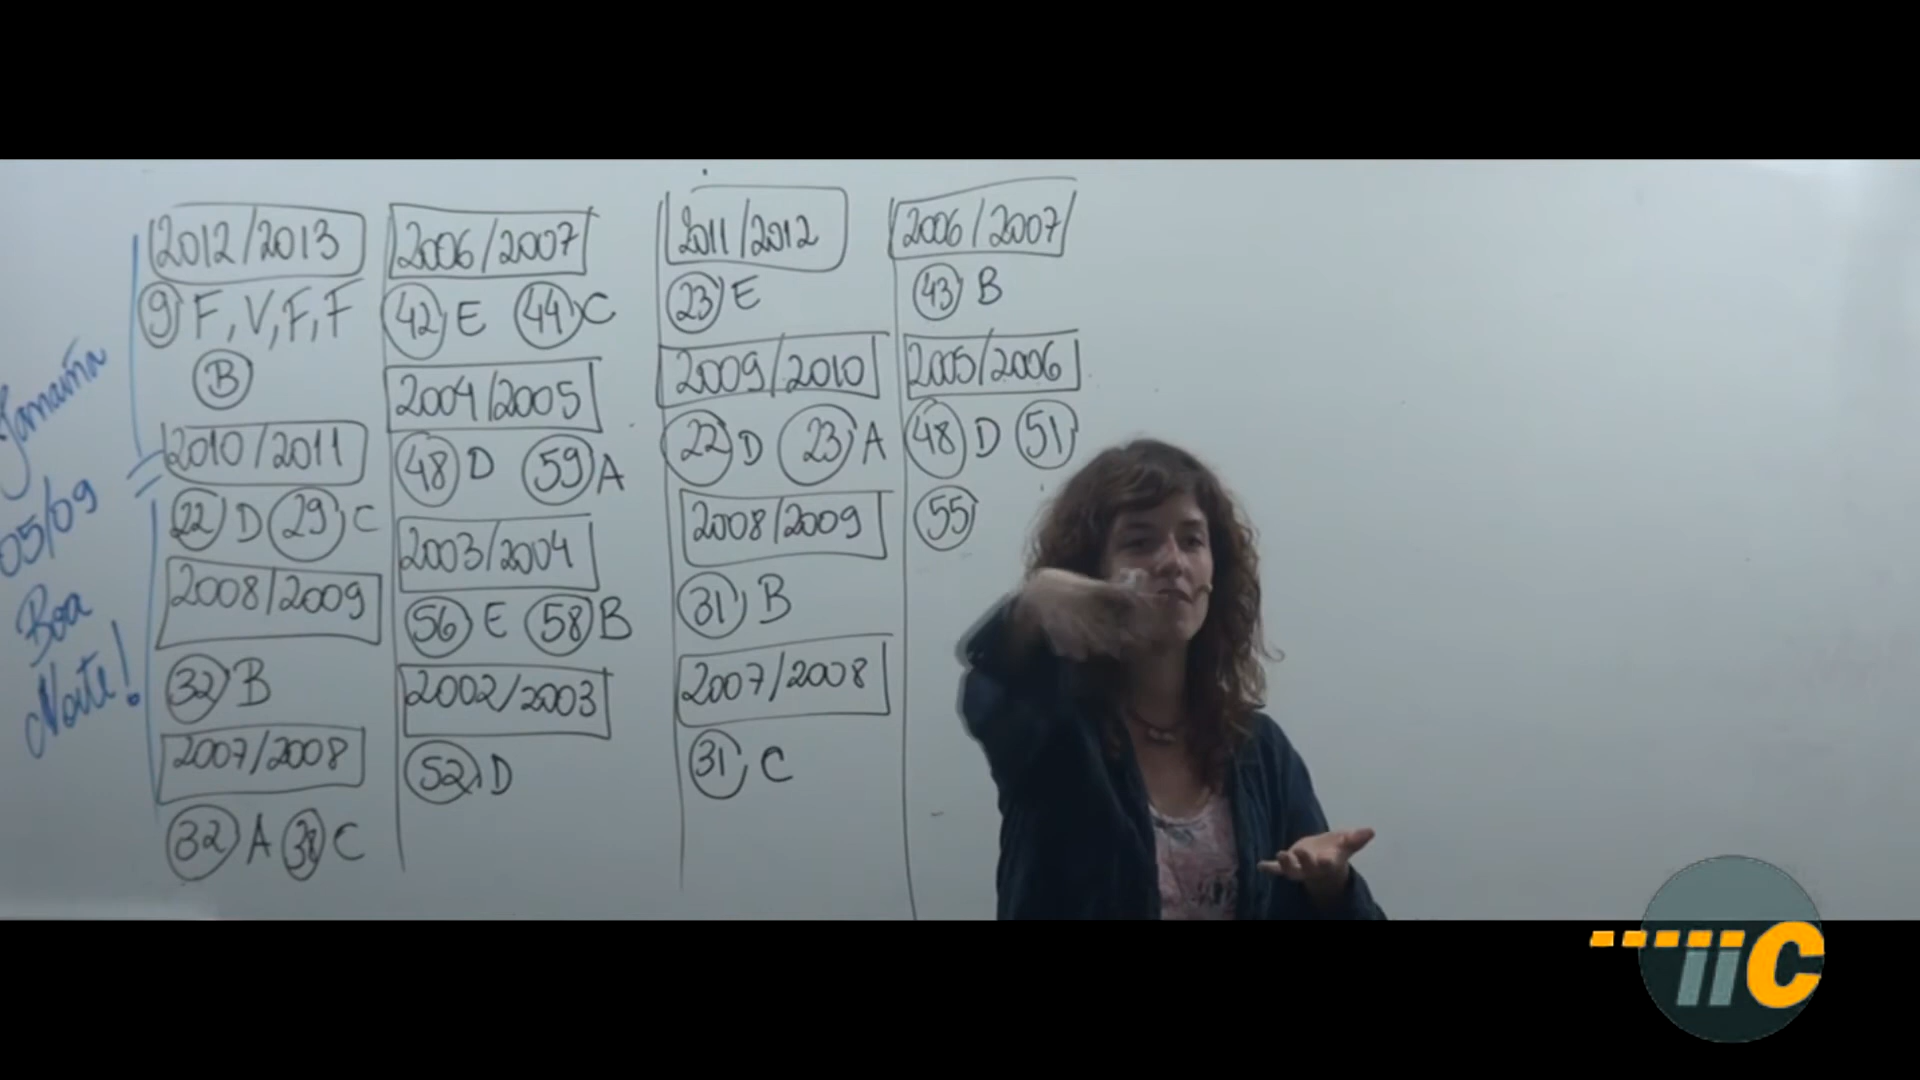 Janaína
05/09
Boa
Noite!
2012/2013
9 F, V, F, F
B
2010/2011
22 D 29 C
2008/2009
32 B
2007/2008
32 A 38 C
2006/2007
42 E 44 C
2004/2005
48 D 59 A
2003/2004
56 E 58 B
2002/2003
52 D
2011/2012
23 E
2009/2010
22 D 23 A
2008/2009
31 B
2007/2008
31 C
2006/2007
43 B
2005/2006
48 D 51
55
iiC